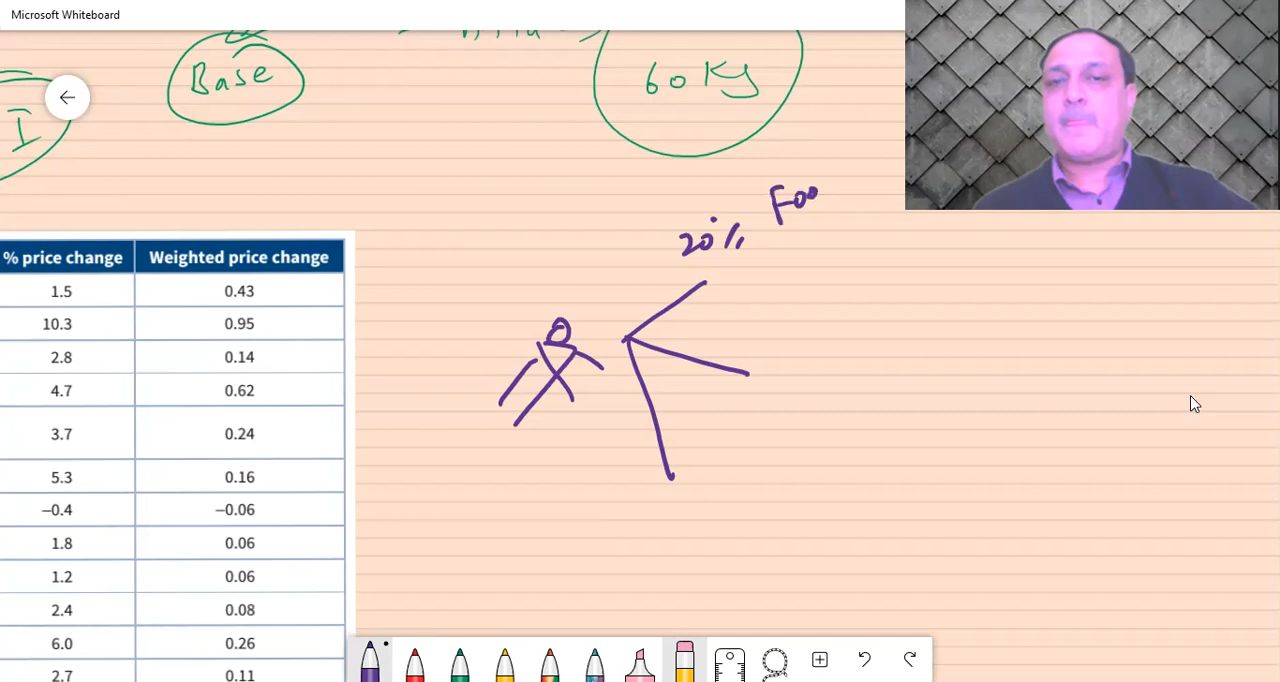 Microsoft Whiteboard
Base
60 Kg
I
20% Foo
% price change Weighted price change
1.5 0.43
10.3 0.95
2.8 0.14
4.7 0.62
3.7 0.24
5.3 0.16
−0.4 −0.06
1.8 0.06
1.2 0.06
2.4 0.08
6.0 0.26
2.7 0.11